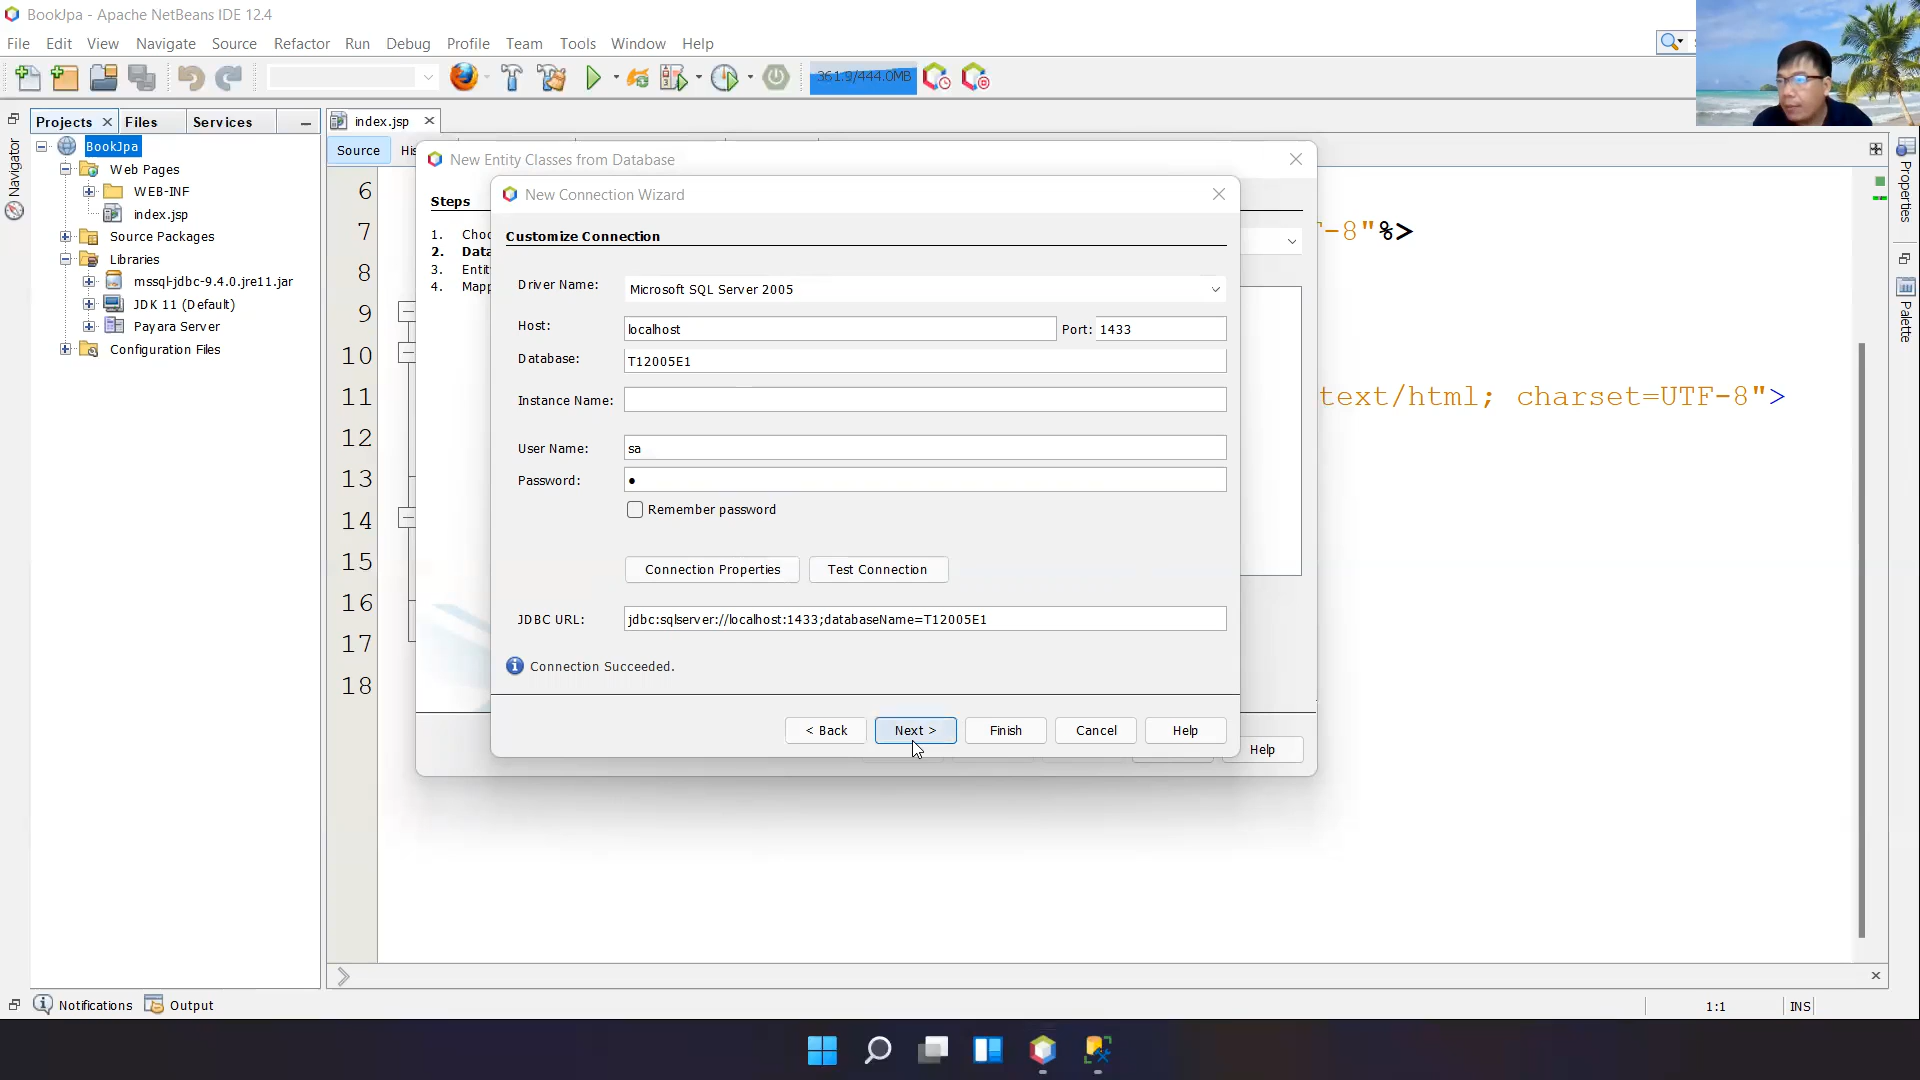 BookJpa - Apache NetBeans IDE 12.4
File Edit View Navigate Source Refactor Run Debug Profile Team Tools Window Help
361.9/444.0MB
Projects Files Services
index.jsp
Navigator
BookJpa
Web Pages
WEB-INF
index.jsp
Source Packages
Libraries
mssql-jdbc-9.4.0.jre11.jar
JDK 11 (Default)
Payara Server
Configuration Files
Source
New Entity Classes from Database
Steps
1.
2.
3.
4.
New Connection Wizard
Customize Connection
Driver Name: Microsoft SQL Server 2005
Host: localhost Port: 1433
Database: T12005E1
Instance Name:
User Name: sa
Password: •
Remember password
Connection Properties Test Connection
JDBC URL: jdbc:sqlserver://localhost:1433;databaseName=T12005E1
Connection Succeeded.
< Back Next > Finish Cancel Help
Help
6
7 -8"%>
8
9
10
11 text/html; charset=UTF-8">
12
13
14
15
16
17
18
Properties
Palette
Notifications Output
1:1 INS